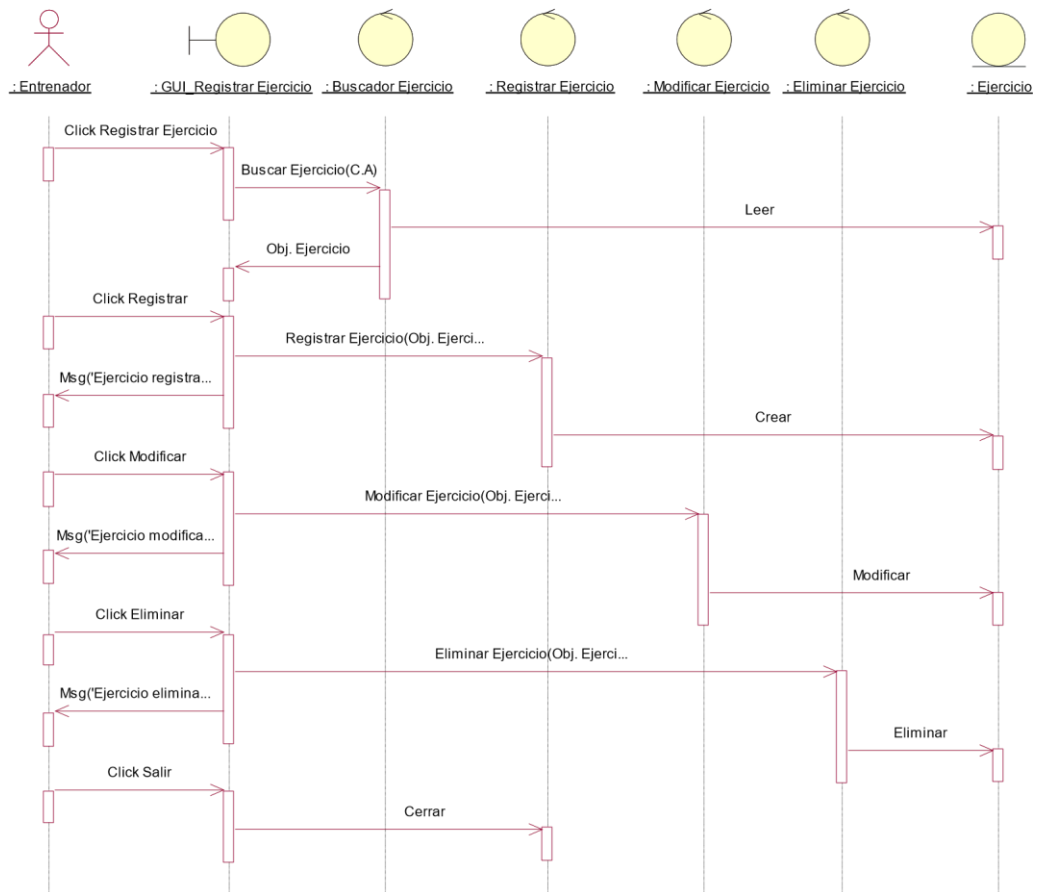 : Entrenador
: GUI_Registrar Ejercicio
: Buscador Ejercicio
: Registrar Ejercicio
: Modificar Ejercicio
: Eliminar Ejercicio
: Ejercicio
Click Registrar Ejercicio
Buscar Ejercicio(C.A)
Leer
Obj. Ejercicio
Click Registrar
Registrar Ejercicio(Obj. Ejerci...
Msg('Ejercicio registra...
Crear
Click Modificar
Modificar Ejercicio(Obj. Ejerci...
Msg('Ejercicio modifica...
Modificar
Click Eliminar
Eliminar Ejercicio(Obj. Ejerci...
Msg('Ejercicio elimina...
Eliminar
Click Salir
Cerrar